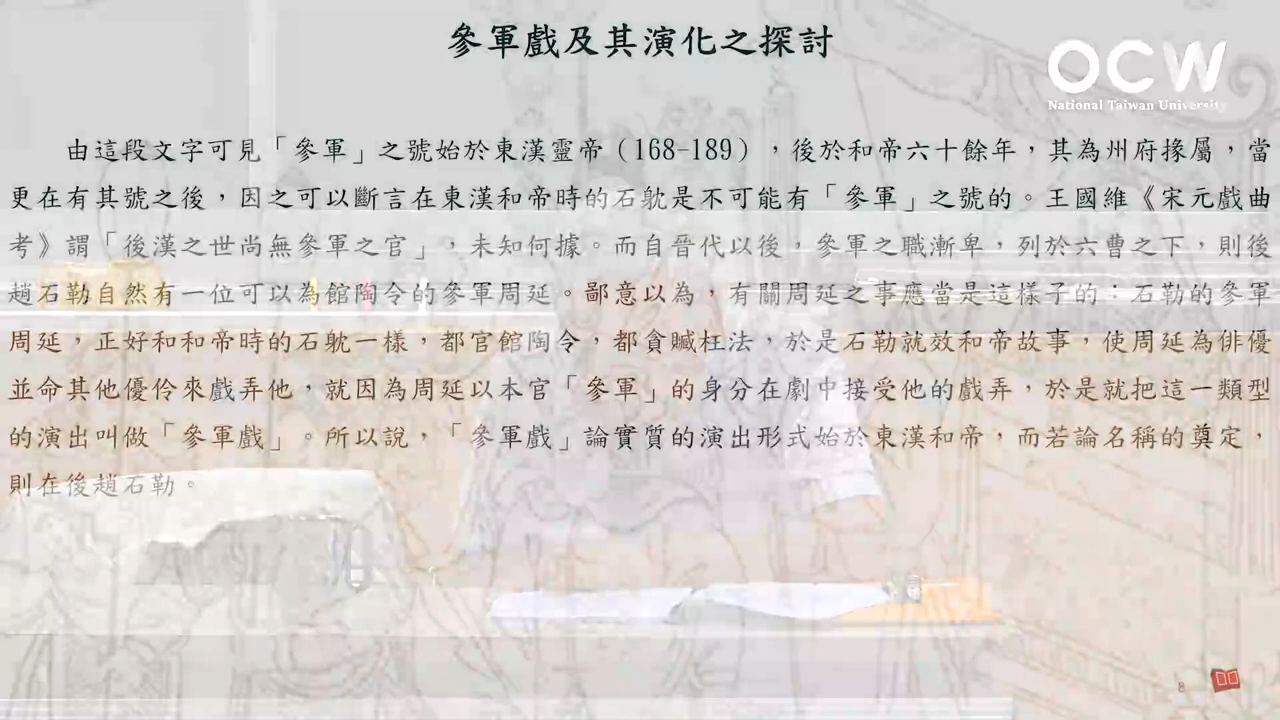 參軍戲及其演化之探討
OCW
National Taiwan University
由這段文字可見「參軍」之號始於東漢靈帝（168-189），後於和帝六十餘年，其為州府掾屬，當
更在有其號之後，因之可以斷言在東漢和帝時的石躭是不可能有「參軍」之號的。王國維《宋元戲曲
考》謂「後漢之世尚無參軍之官」，未知何據。而自晉代以後，參軍之職漸卑，列於六曹之下，則後
趙石勒自然有一位可以為館陶令的參軍周延。鄙意以為，有關周延之事應當是這樣子的：石勒的參軍
周延，正好和和帝時的石躭一樣，都官館陶令，都貪贓枉法，於是石勒就效和帝故事，使周延為俳優
並命其他優伶來戲弄他，就因為周延以本官「參軍」的身分在劇中接受他的戲弄，於是就把這一類型
的演出叫做「參軍戲」。所以說，「參軍戲」論實質的演出形式始於東漢和帝，而若論名稱的奠定，
則在後趙石勒。
8